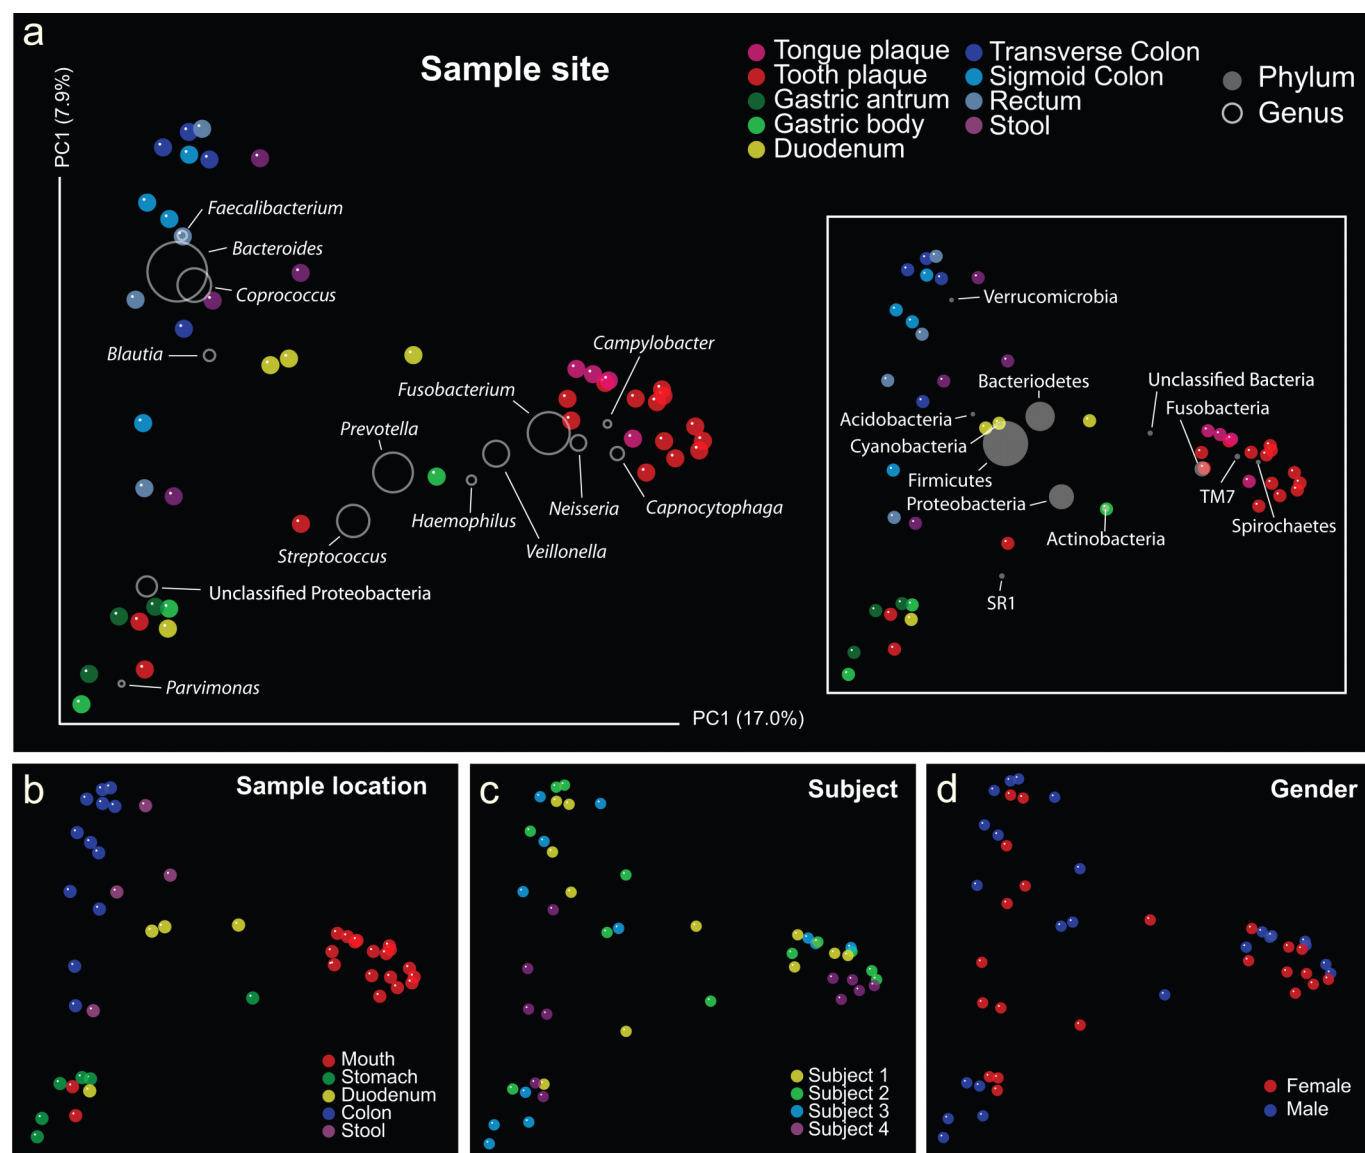 a
Sample site
Tongue plaque
Tooth plaque
Gastric antrum
Gastric body
Duodenum
Transverse Colon
Sigmoid Colon
Rectum
Stool
Phylum
Genus
PC1 (7.9%)
Faecalibacterium
Bacteroides
Coprococcus
Blautia
Campylobacter
Fusobacterium
Prevotella
Haemophilus
Neisseria
Capnocytophaga
Veillonella
Streptococcus
Unclassified Proteobacteria
Parvimonas
PC1 (17.0%)
Verrucomicrobia
Bacteriodetes
Unclassified Bacteria
Acidobacteria
Fusobacteria
Cyanobacteria
Firmicutes
Proteobacteria
TM7
Spirochaetes
Actinobacteria
SR1
b
Sample location
Mouth
Stomach
Duodenum
Colon
Stool
c
Subject
Subject 1
Subject 2
Subject 3
Subject 4
d
Gender
Female
Male